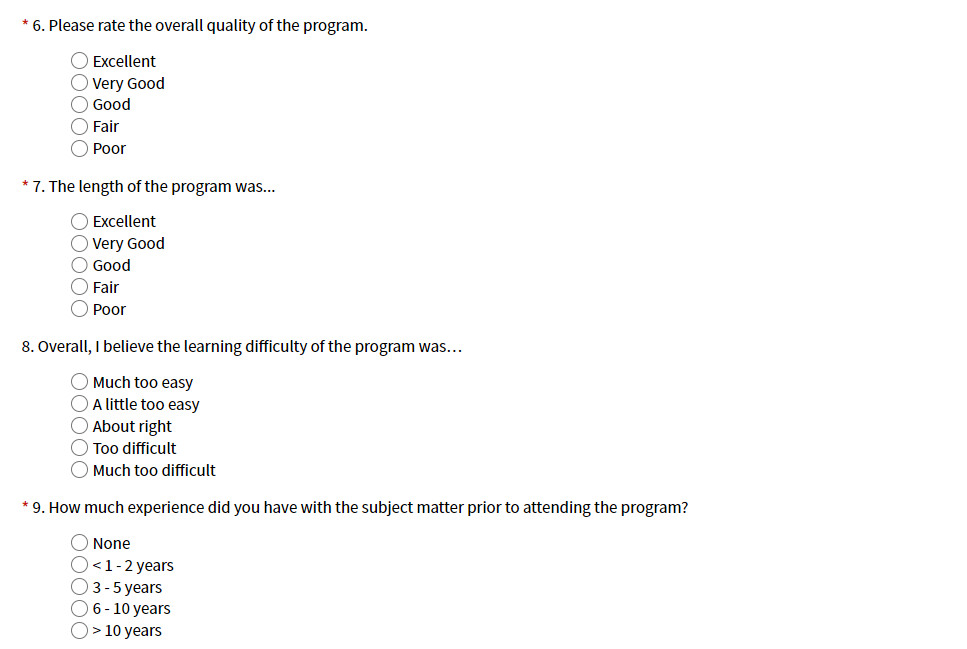 * 6. Please rate the overall quality of the program.
Excellent
Very Good
Good
Fair
Poor
* 7. The length of the program was...
Excellent
Very Good
Good
Fair
Poor
8. Overall, I believe the learning difficulty of the program was…
Much too easy
A little too easy
About right
Too difficult
Much too difficult
* 9. How much experience did you have with the subject matter prior to attending the program?
None
< 1 - 2 years
3 - 5 years
6 - 10 years
> 10 years